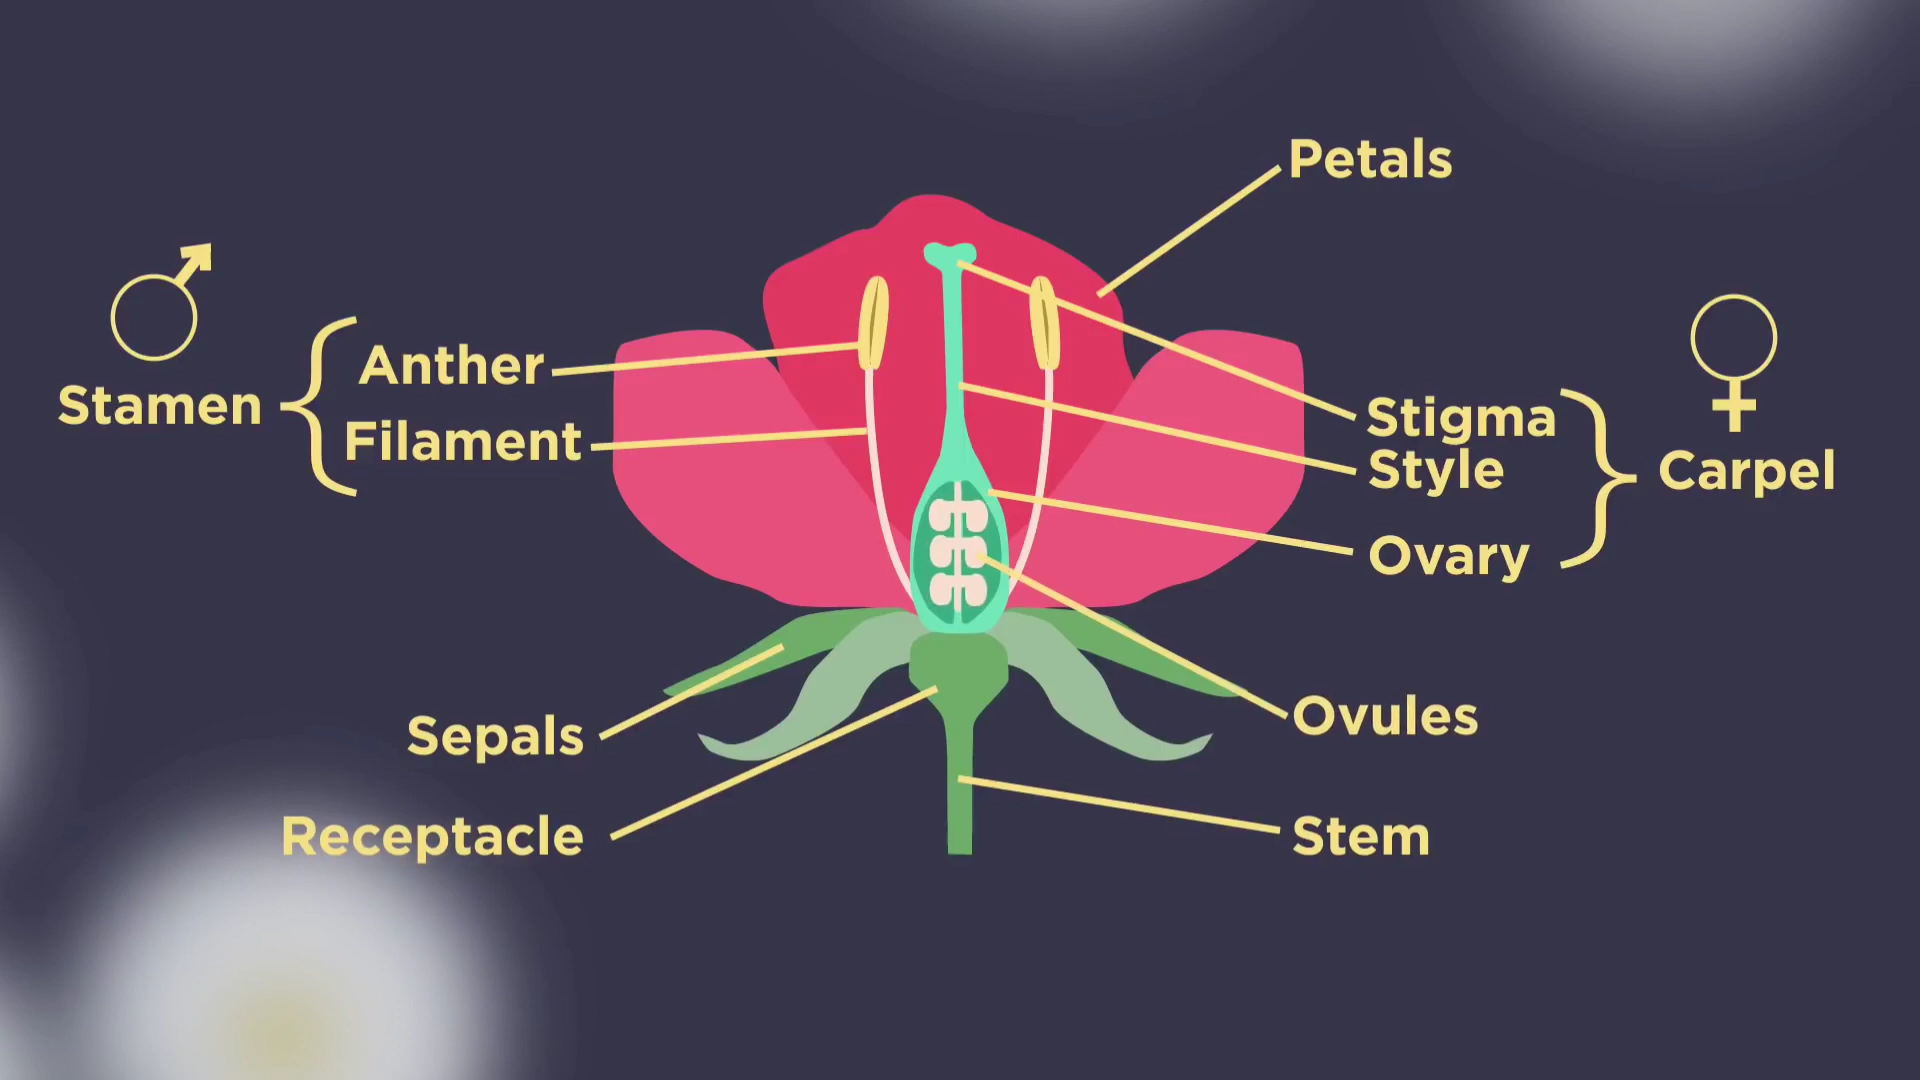 Petals
Anther
Stamen
Filament
Stigma
Style
Carpel
Ovary
Sepals
Ovules
Receptacle
Stem